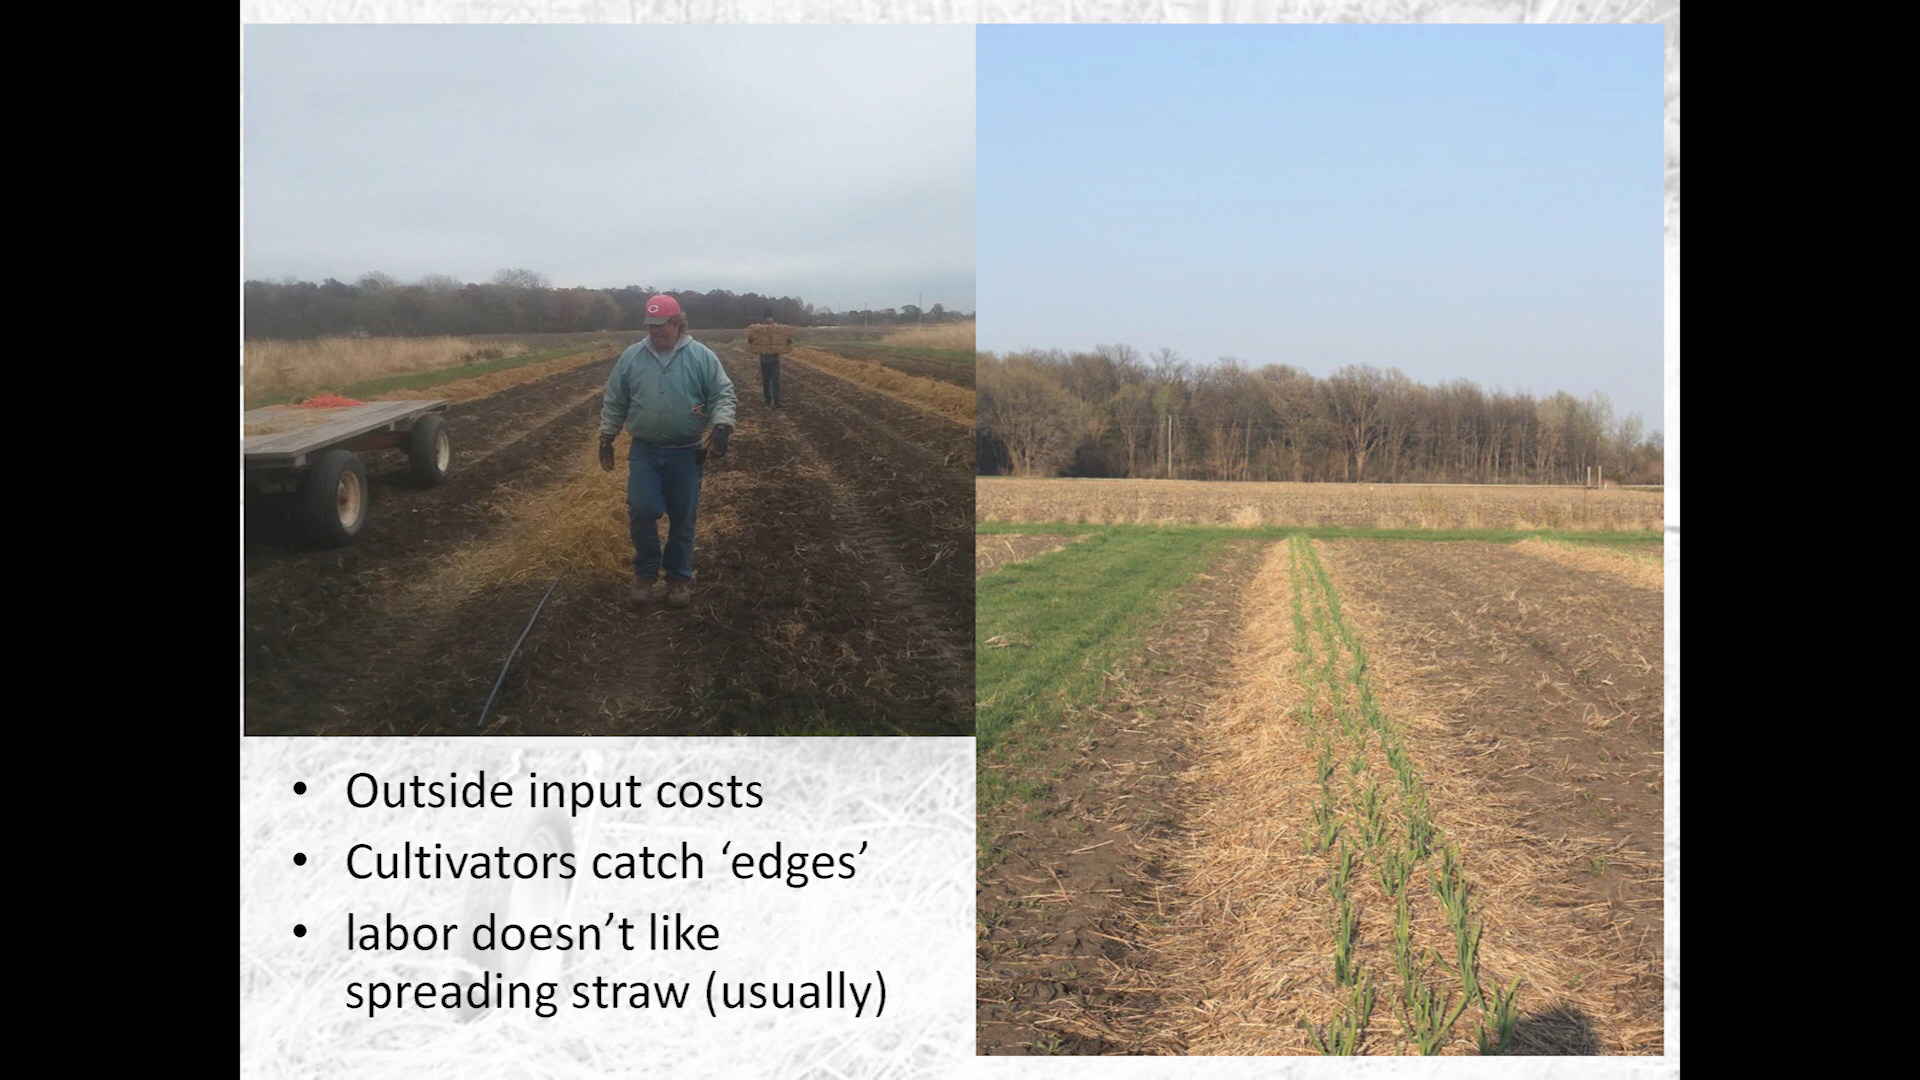 • Outside input costs
• Cultivators catch ‘edges’
• labor doesn’t like
spreading straw (usually)
C